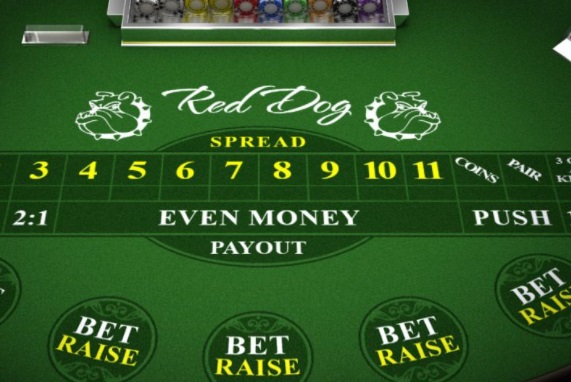 Red Dog
SPREAD
3 4 5 6 7 8 9 10 11 COINS PAIR
2:1 EVEN MONEY PUSH
PAYOUT
BET RAISE
BET RAISE
BET RAISE
BET RAISE